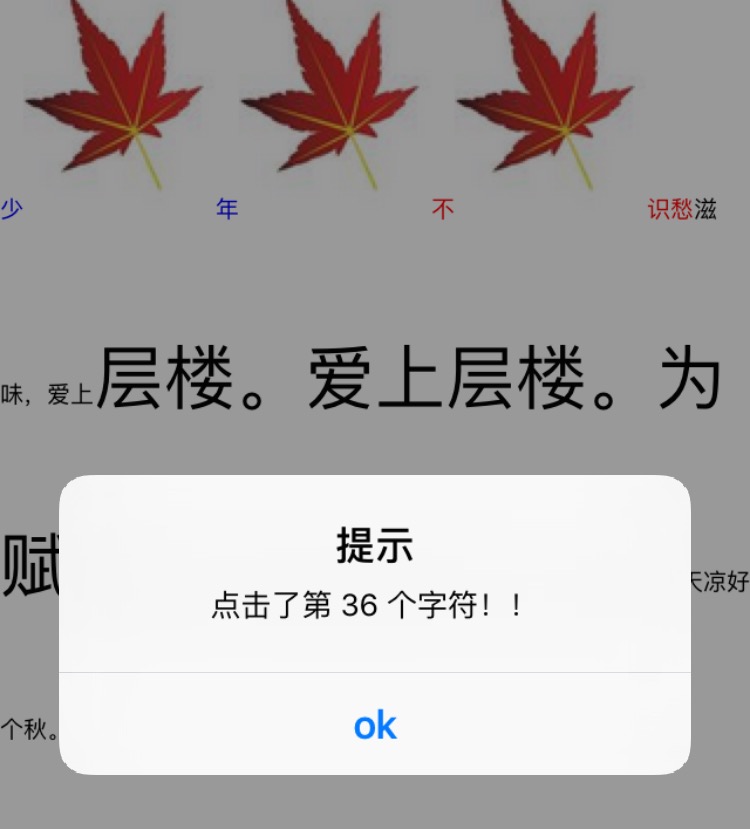 少 年 不 识愁滋
味，爱上层楼。爱上层楼。为
赋
天凉好
个秋。
提示
点击了第 36 个字符！！
ok